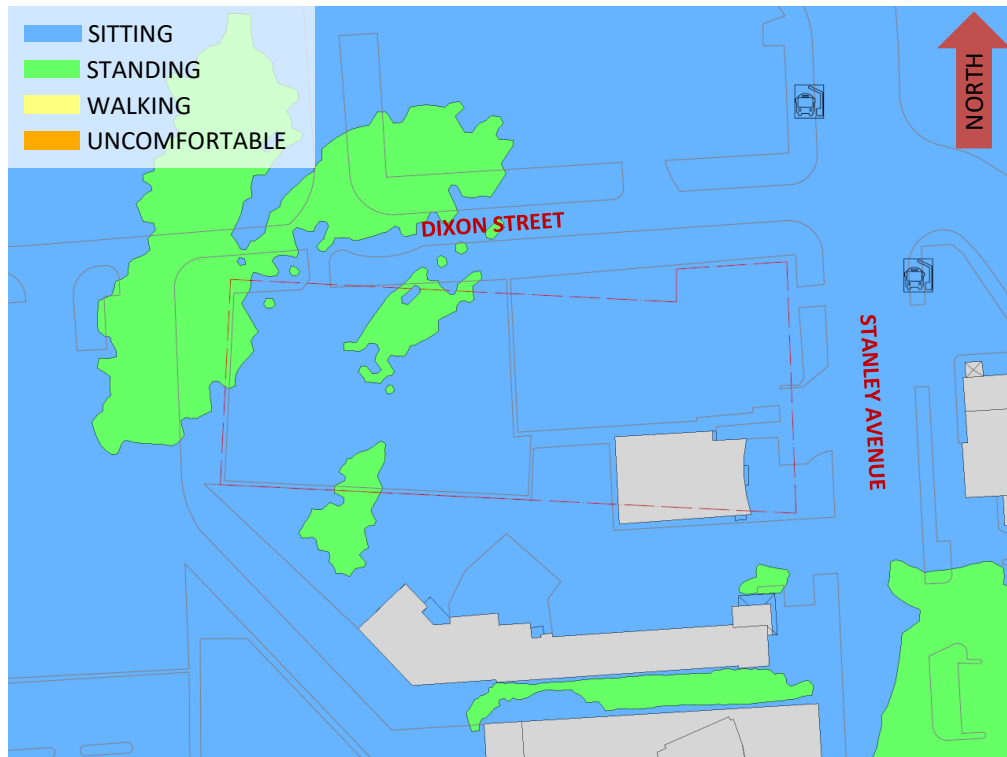 SITTING
STANDING
WALKING
UNCOMFORTABLE
NORTH
DIXON STREET
STANLEY AVENUE